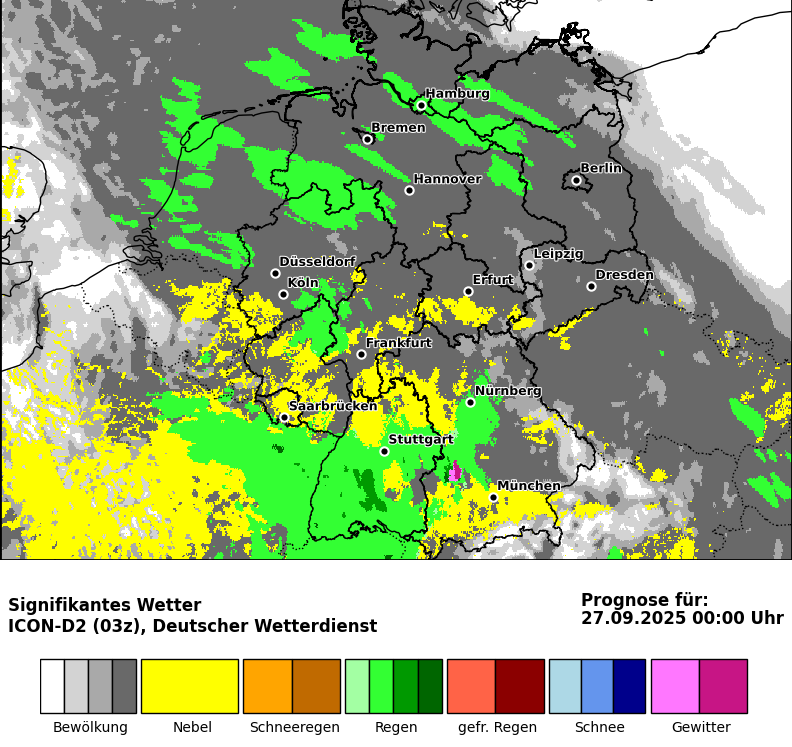 Hamburg
Bremen
Berlin
Hannover
Leipzig
Düsseldorf
Dresden
Köln
Erfurt
Frankfurt
Nürnberg
Saarbrücken
Stuttgart
München
Signifikantes Wetter
ICON-D2 (03z), Deutscher Wetterdienst
Prognose für:
27.09.2025 00:00 Uhr
Bewölkung
Nebel
Schneeregen
Regen
gefr. Regen
Schnee
Gewitter